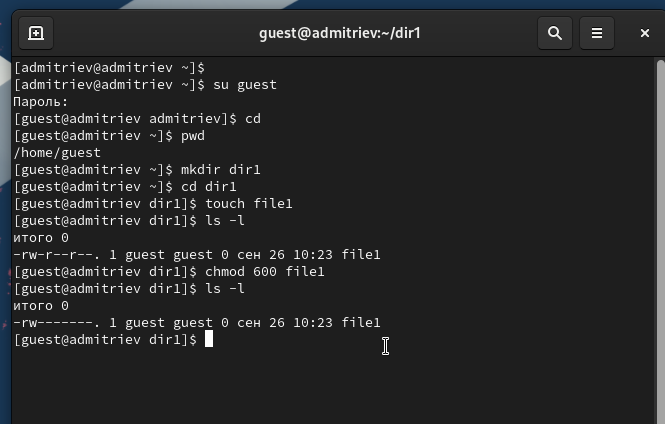 guest@admitriev:~/dir1
[admitriev@admitriev ~]$
[admitriev@admitriev ~]$ su guest
Пароль:
[guest@admitriev admitriev]$ cd
[guest@admitriev ~]$ pwd
/home/guest
[guest@admitriev ~]$ mkdir dir1
[guest@admitriev ~]$ cd dir1
[guest@admitriev dir1]$ touch file1
[guest@admitriev dir1]$ ls -l
итого 0
-rw-r--r--. 1 guest guest 0 сен 26 10:23 file1
[guest@admitriev dir1]$ chmod 600 file1
[guest@admitriev dir1]$ ls -l
итого 0
-rw-------. 1 guest guest 0 сен 26 10:23 file1
[guest@admitriev dir1]$